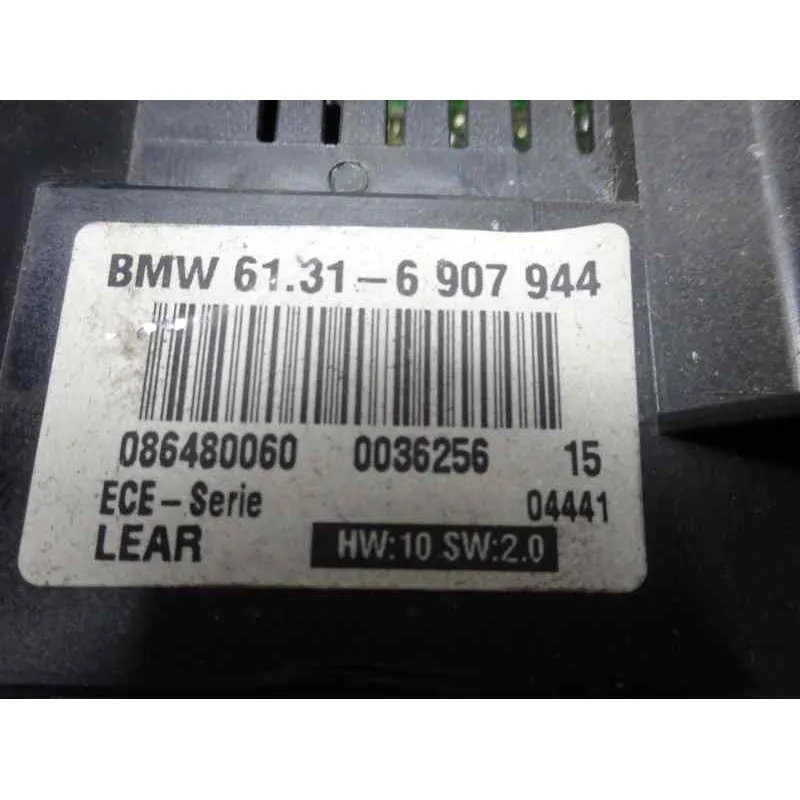 BMW 61.31-6 907 944
086480060 0036256 15
ECE-Serie 04441
LEAR HW:10 SW:2.0